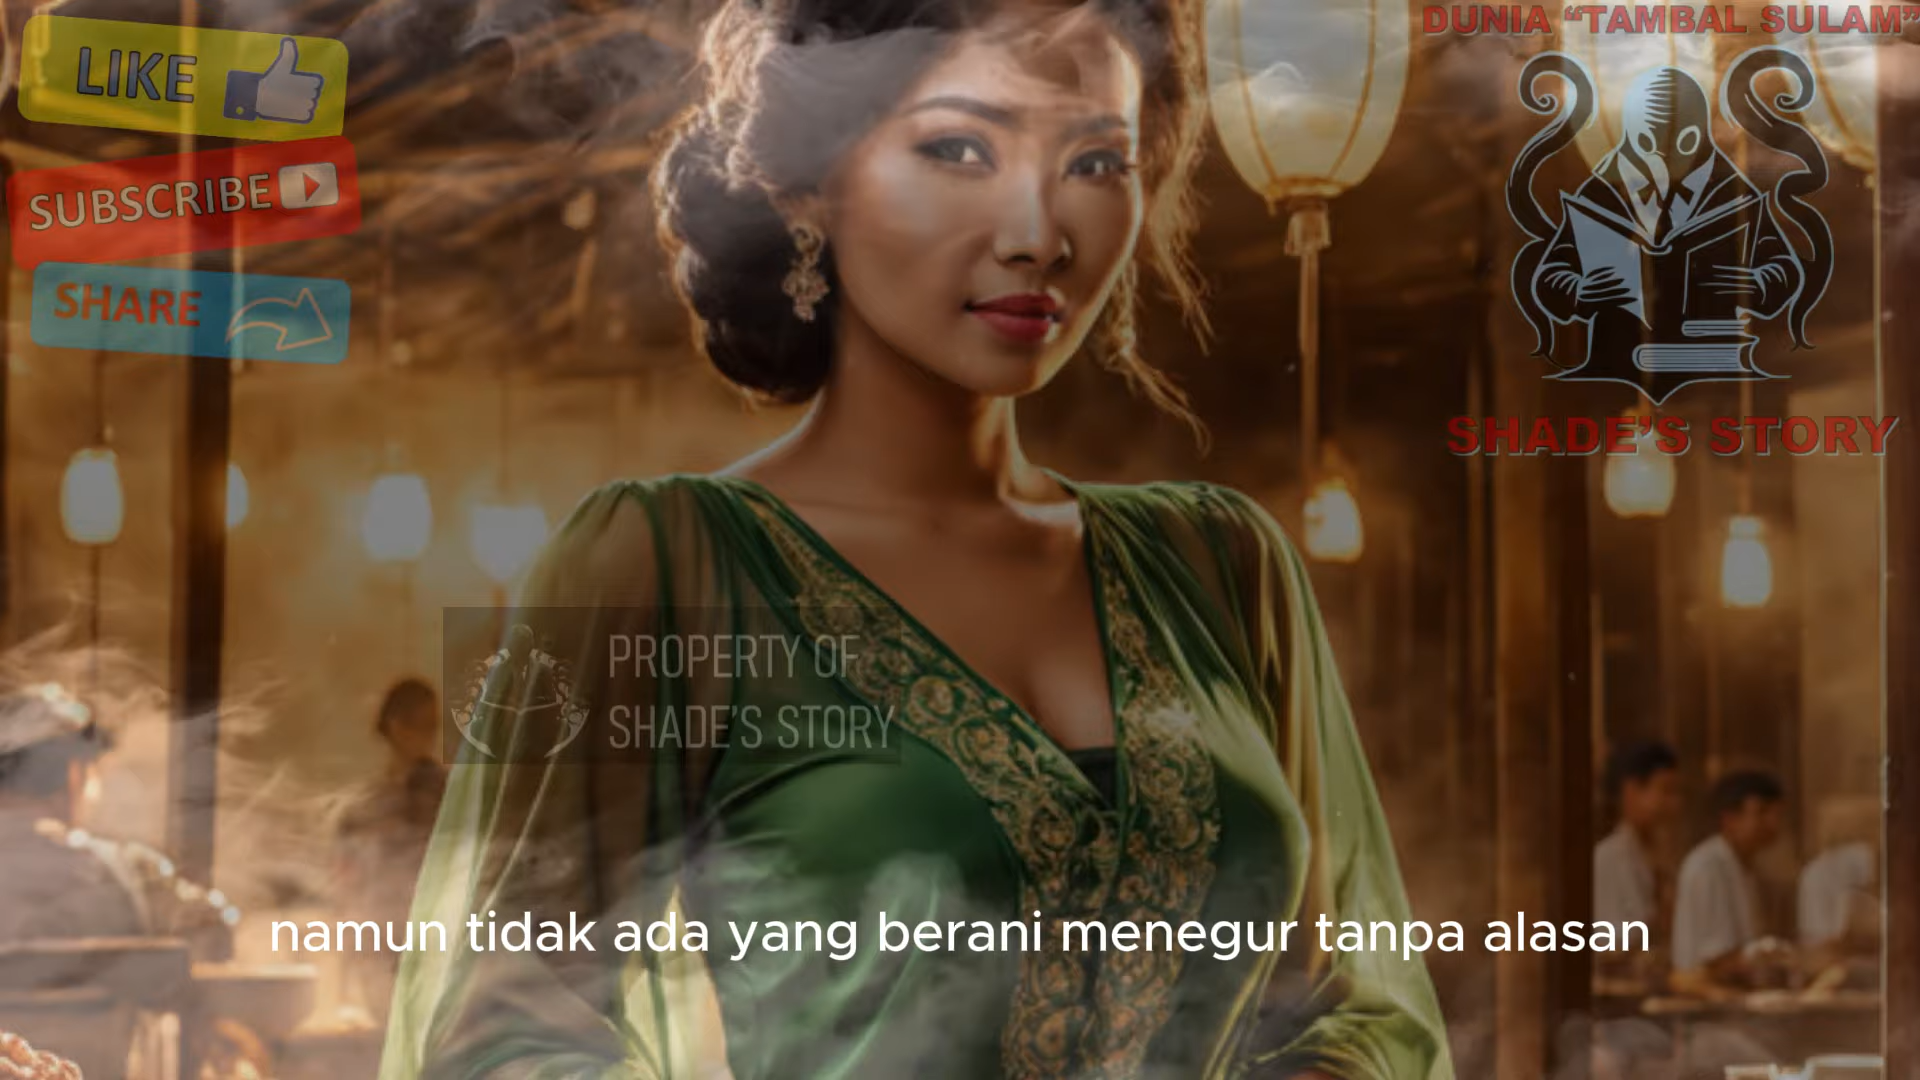 LIKE
SUBSCRIBE
SHARE
DUNIA “TAMBAL SULAM”
SHADE’S STORY
PROPERTY OF
SHADE’S STORY
namun tidak ada yang berani menegur tanpa alasan